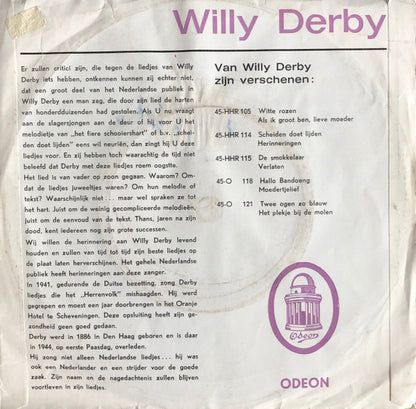 Willy Derby
Er zullen critici zijn, die tegen de liedjes van Willy
Derby iets hebben, ontkennen kunnen zij echter niet,
dat een groot deel van het Nederlandse publiek in
Willy Derby een man zag, die door zijn lied de harten
van honderdduizenden had gestolen. Als U nu vraagt
aan de slagersjongen aan de deur of hij voor U het
melodietje van „het fiere schooiershart” of b.v. „schei-
den doet lijden” eens wil neuriën, dan zingt hij U deze
liedjes voor. En zij hebben toch waarachtig de tijd niet
beleefd dat Derby met deze liedjes roem oogstte.
Het lied is van vader op zoon gegaan. Waarom? Om-
dat de liedjes juweeltjes waren? Om hun melodie of
tekst? Waarschijnlijk niet... maar wel spraken ze tot
het hart. Juist om de weinig gecompliceerde melodieën,
juist om de eenvoud van de tekst. Thans, jaren na zijn
dood, kent iedereen nog zijn grote successen.
Wij willen de herinnering aan Willy Derby levend
houden en zullen van tijd tot tijd zijn beste liedjes op
de plaat laten herverschijnen. Het gehele Nederlandse
publiek heeft herinneringen aan deze zanger.
In 1941, gedurende de Duitse bezetting, zong Derby
liedjes die het „Herrenvolk” mishaagden. Hij werd
gegrepen en moest een jaar doorbrengen in het Oranje
Hotel te Scheveningen. Deze opsluiting heeft zijn ge-
zondheid geen goed gedaan.
Derby werd in 1886 in Den Haag geboren en is daar
in 1944, op eerste Paasdag, overleden.
Hij zong niet alleen Nederlandse liedjes... hij was
ook een Nederlander en een strijder voor de goede
zaak. Zijn naam en de nagedachtenis zullen blijven
voortleven in zijn liedjes.
Van Willy Derby
zijn verschenen:
45-HHR 105 Witte rozen
Als ik groot ben, lieve moeder
45-HHR 114 Scheiden doet lijden
Herinneringen
45-HHR 115 De smokkelaar
Verlaten
45-O 118 Hallo Bandoeng
Moedertjelief
45-O 121 Twee ogen zo blauw
Het plekje bij de molen
Odeon
ODEON